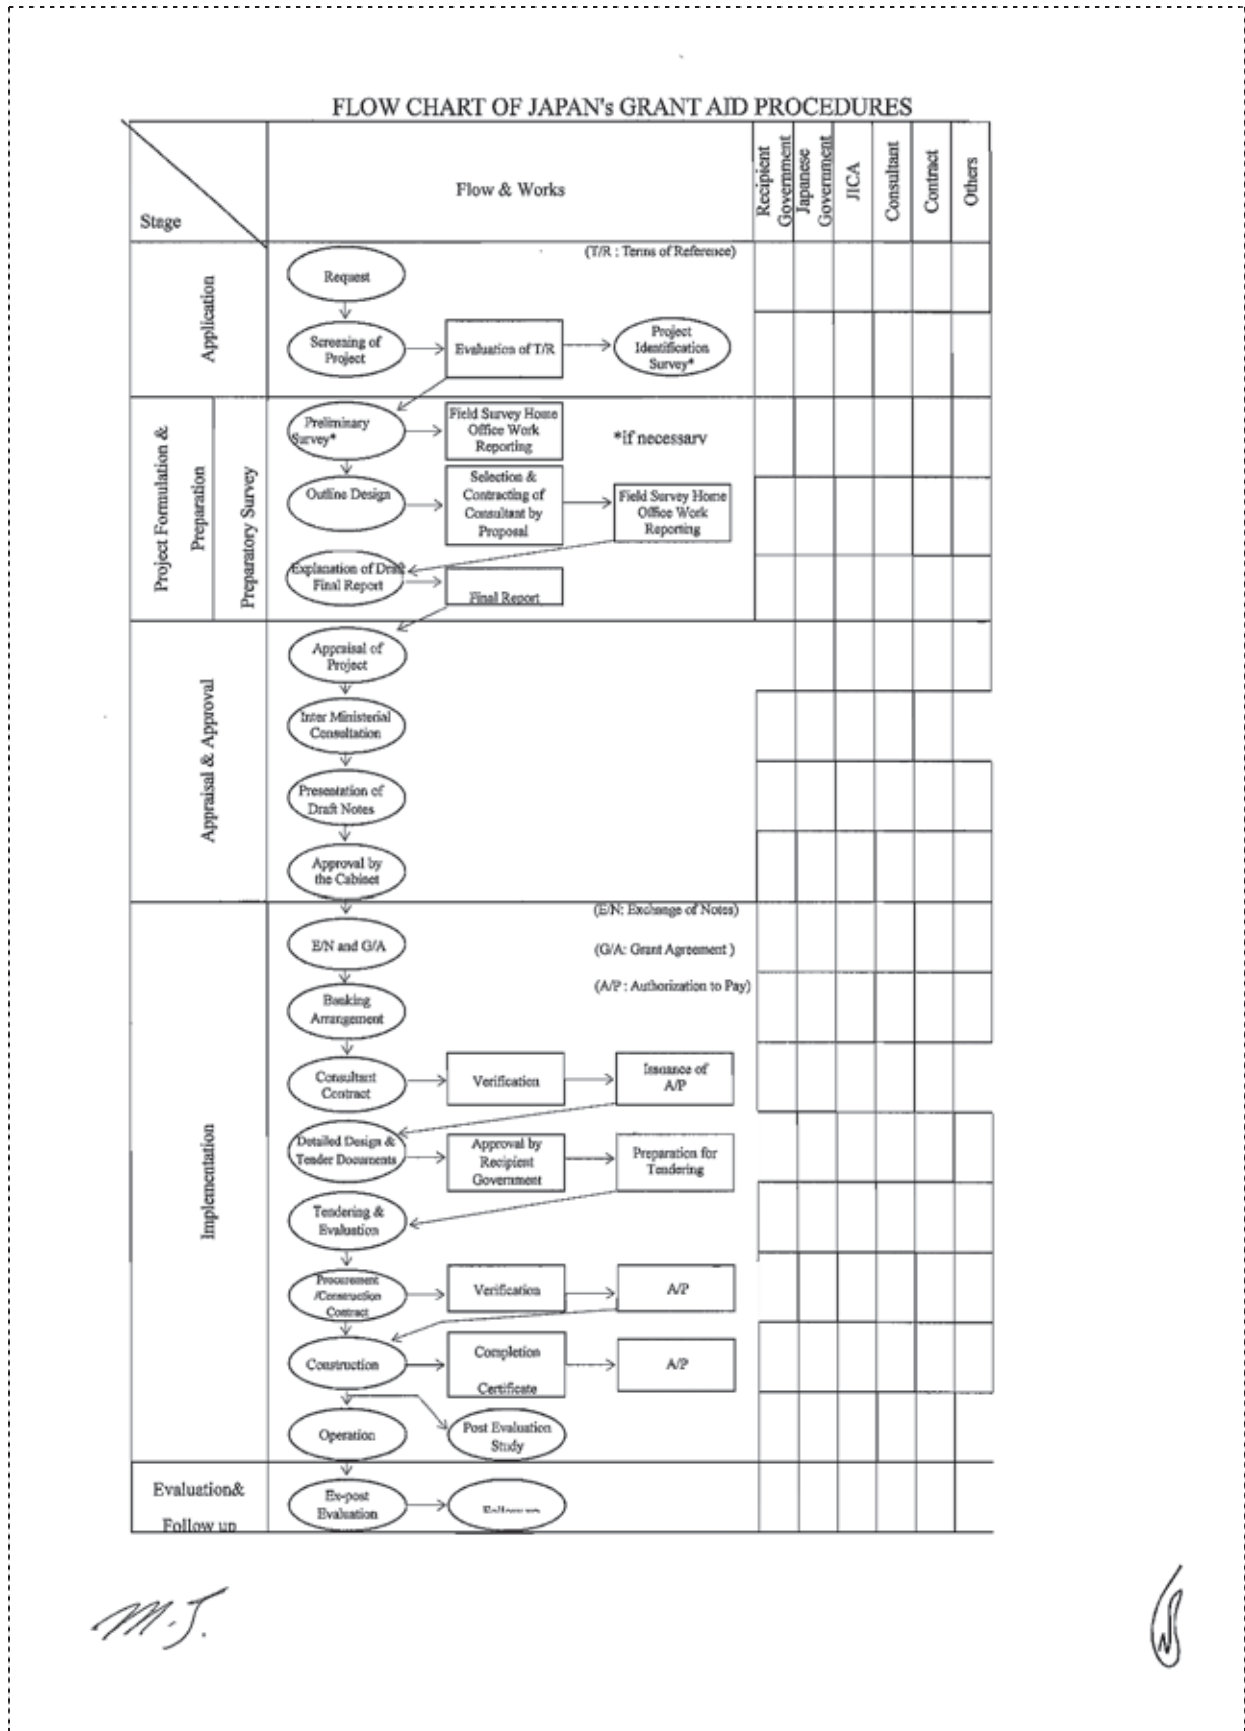 FLOW CHART OF JAPAN's GRANT AID PROCEDURES
Stage
Flow & Works
Recipient
Government
Japanese
Government
JICA
Consultant
Contract
Others
Application
(T/R : Terms of Reference)
Request
Screening of
Project
Evaluation of T/R
Project
Identification
Survey*
Project Formulation &
Preparation
Preparatory Survey
Preliminary
Survey*
Field Survey Home
Office Work
Reporting
*if necessary
Outline Design
Selection &
Contracting of
Consultant by
Proposal
Field Survey Home
Office Work
Reporting
Explanation of Draft
Final Report
Final Report
Appraisal & Approval
Appraisal of
Project
Inter Ministerial
Consultation
Presentation of
Draft Notes
Approval by
the Cabinet
Implementation
(E/N: Exchange of Notes)
E/N and G/A
(G/A: Grant Agreement )
(A/P : Authorization to Pay)
Banking
Arrangement
Consultant
Contract
Verification
Issuance of
A/P
Detailed Design &
Tender Documents
Approval by
Recipient
Government
Preparation for
Tendering
Tendering &
Evaluation
Procurement
/Construction
Contract
Verification
A/P
Construction
Completion
Certificate
A/P
Operation
Post Evaluation
Study
Evaluation&
Follow up
Ex-post
Evaluation
Follow up
M.J.